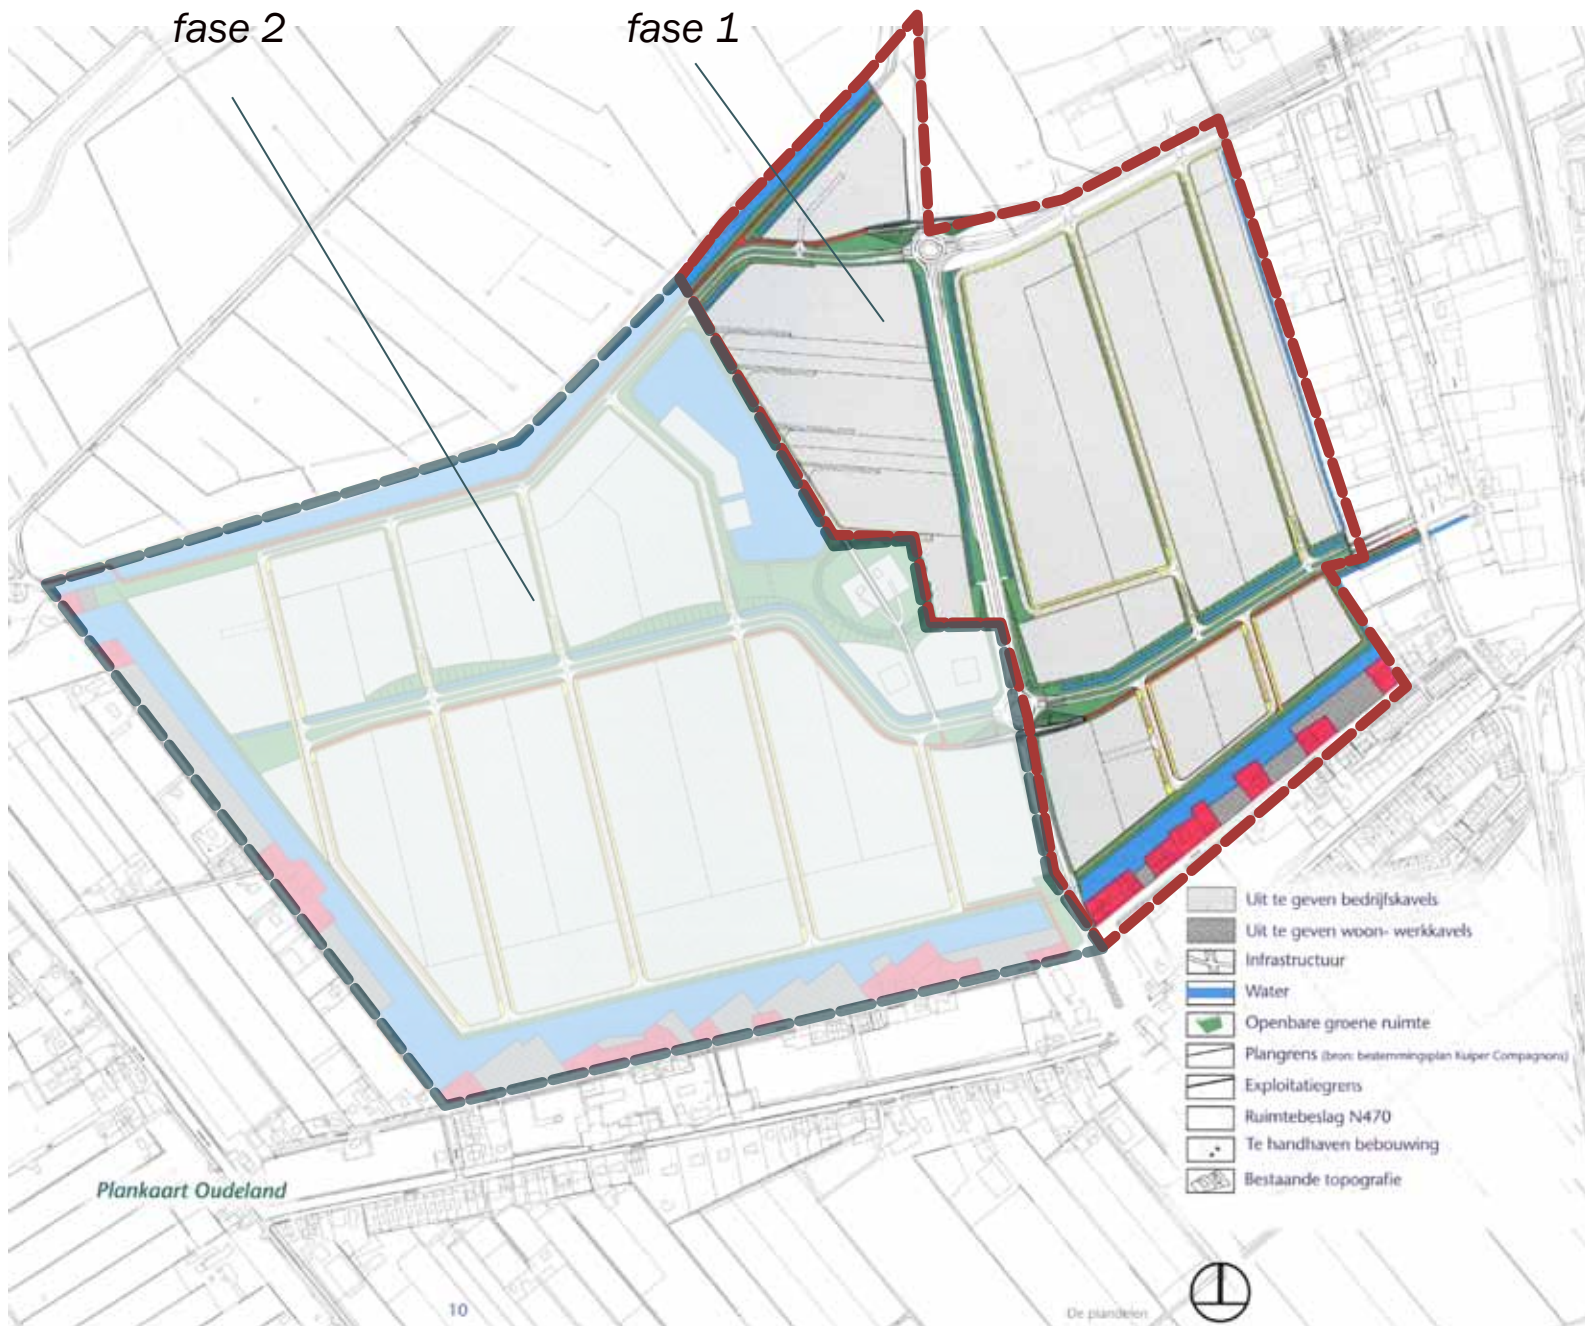 fase 2
fase 1
Uit te geven bedrijfskavels
Uit te geven woon- werkkavels
Infrastructuur
Water
Openbare groene ruimte
Plangrens (bron: bestemmingsplan Kuiper Compagnons)
Exploitatiegrens
Ruimtebeslag N470
Te handhaven bebouwing
Bestaande topografie
Plankaart Oudeland
10
De plandelen